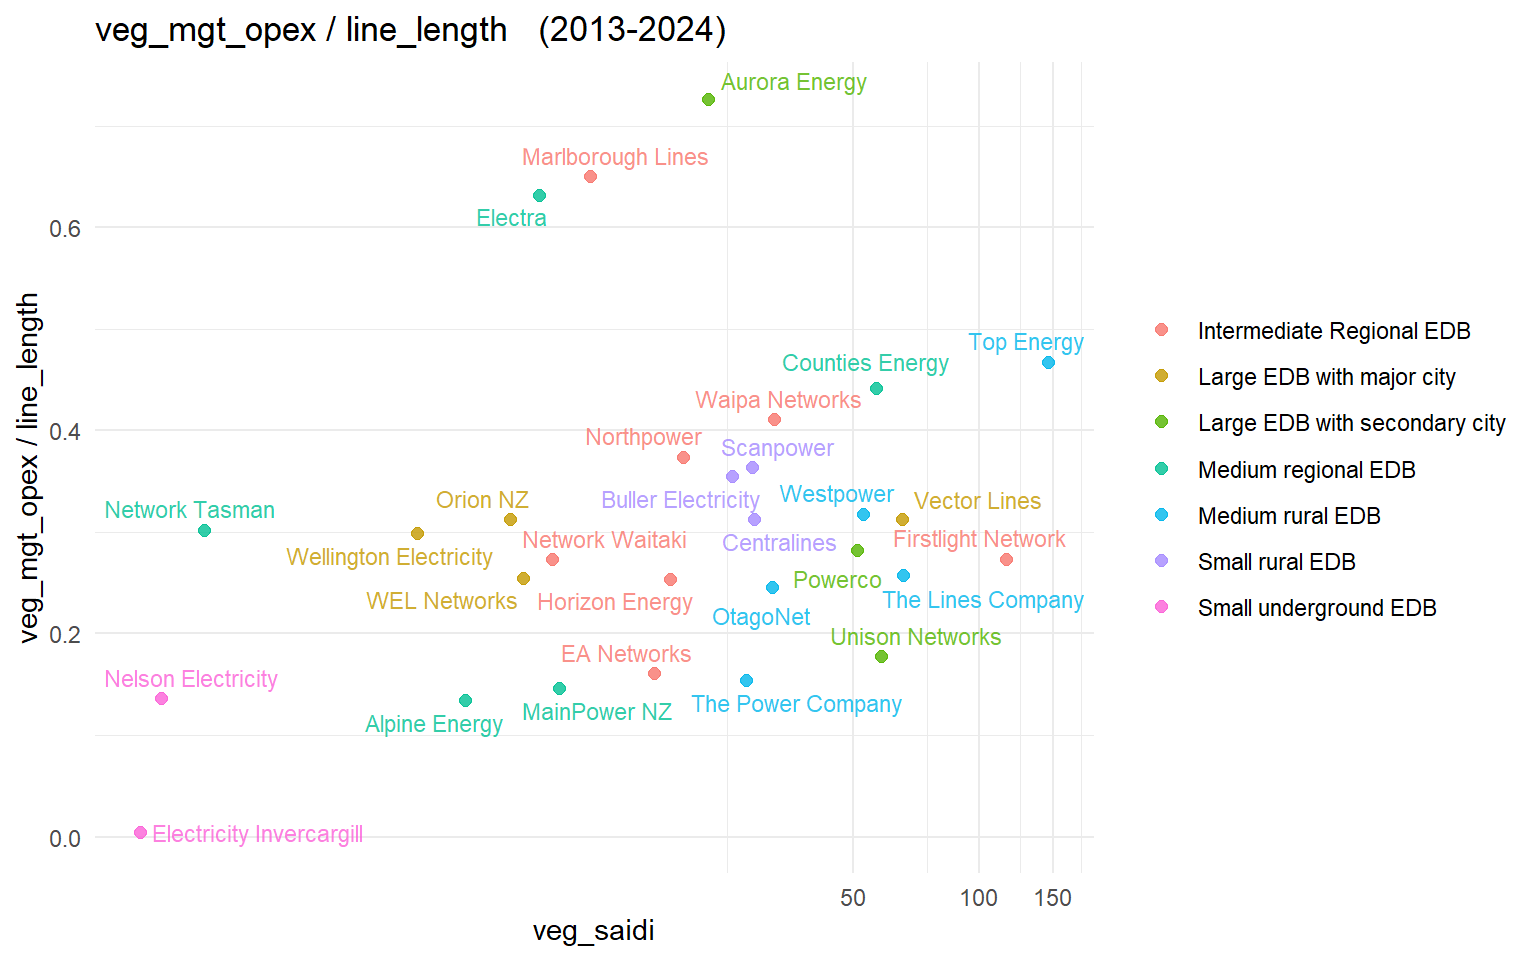 veg_mgt_opex / line_length (2013-2024)
Aurora Energy
Marlborough Lines
Electra
Top Energy
Counties Energy
Waipa Networks
Northpower
Scanpower
Buller Electricity
Westpower
Orion NZ
Vector Lines
Network Tasman
Wellington Electricity
Network Waitaki
Centralines
Firstlight Network
Powerco
WEL Networks
Horizon Energy
OtagoNet
The Lines Company
Unison Networks
EA Networks
Nelson Electricity
The Power Company
MainPower NZ
Alpine Energy
Electricity Invercargill
0.6
0.4
0.2
0.0
veg_mgt_opex / line_length
50
100
150
veg_saidi
Intermediate Regional EDB
Large EDB with major city
Large EDB with secondary city
Medium regional EDB
Medium rural EDB
Small rural EDB
Small underground EDB